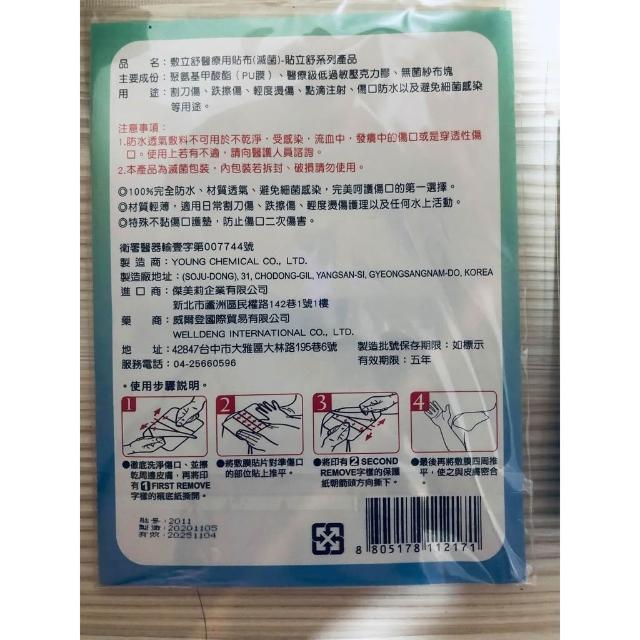 品　　名：敷立舒醫療用貼布(滅菌)-貼立舒系列產品
主要成份：聚氨基甲酸酯（PU膜）、醫療級低過敏壓克力膠、無菌紗布塊
用　　途：割刀傷、跌擦傷、輕度燙傷、點滴注射、傷口防水以及避免細菌感染
等用途。
注意事項：
1.防水透氣敷料不可用於不乾淨，受感染，流血中，發膿中的傷口或是穿透性傷
口。使用上若有不適，請向醫護人員諮詢。
2.本產品為滅菌包裝，內包裝若拆封、破損請勿使用。
◎100%完全防水、材質透氣、避免細菌感染，完美呵護傷口的第一選擇。
◎材質輕薄，適用日常割刀傷、跌擦傷、輕度燙傷護理以及任何水上活動。
◎特殊不黏傷口護墊，防止傷口二次傷害。
衛署醫器輸壹字第007744號
製 造 商：YOUNG CHEMICAL CO., LTD.
製造廠地址：(SOJU-DONG), 31, CHODONG-GIL, YANGSAN-SI, GYEONGSANGNAM-DO, KOREA
進 口 商：傑美莉企業有限公司
新北市蘆洲區民權路142巷1號1樓
藥　　商：威爾登國際貿易有限公司
WELLDENG INTERNATIONAL CO., LTD.
地　　址：42847台中市大雅區大林路195巷6號
製造批號保存期限：如標示
服務電話：04-25660596
有效期限：五年
•使用步驟說明。
1
2
3
4
●徹底洗淨傷口、並擦
乾周邊皮膚，再將印
有1 FIRST REMOVE
字樣的襯底紙撕開。
●將敷膜貼片對準傷口
的部位貼上推平。
●將印有2 SECOND
REMOVE字樣的保護
紙朝箭頭方向撕下。
●最後再將敷膜四周推
平，使之與皮膚密合
。
批號：2011
製造：20201105
有效：20251104
8 805178 112171